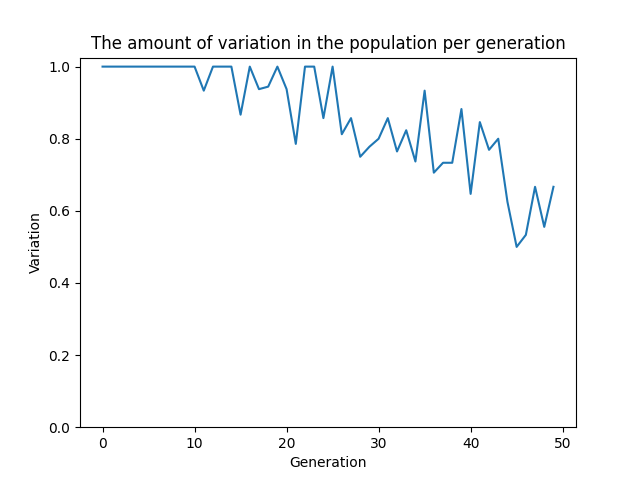 The amount of variation in the population per generation
1.0
0.8
0.6
0.4
0.2
0.0
Variation
0 10 20 30 40 50
Generation